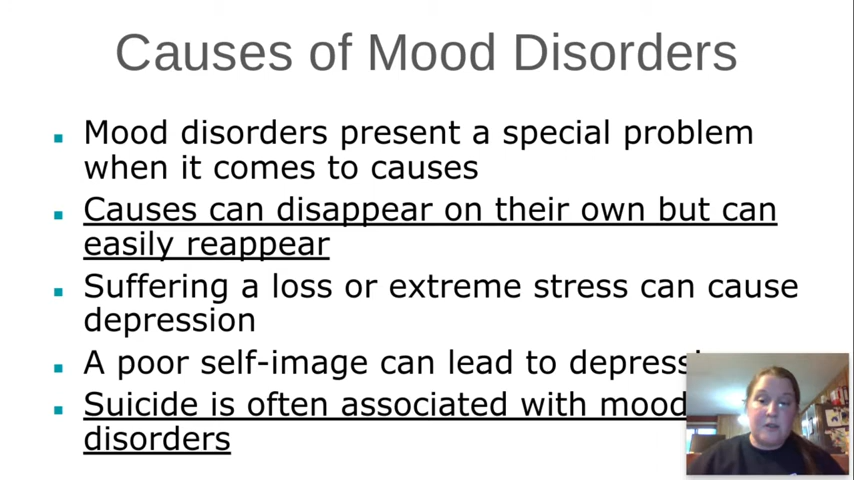 Causes of Mood Disorders
Mood disorders present a special problem
when it comes to causes
Causes can disappear on their own but can
easily reappear
Suffering a loss or extreme stress can cause
depression
A poor self-image can lead to
Suicide is often associated with mood
disorders